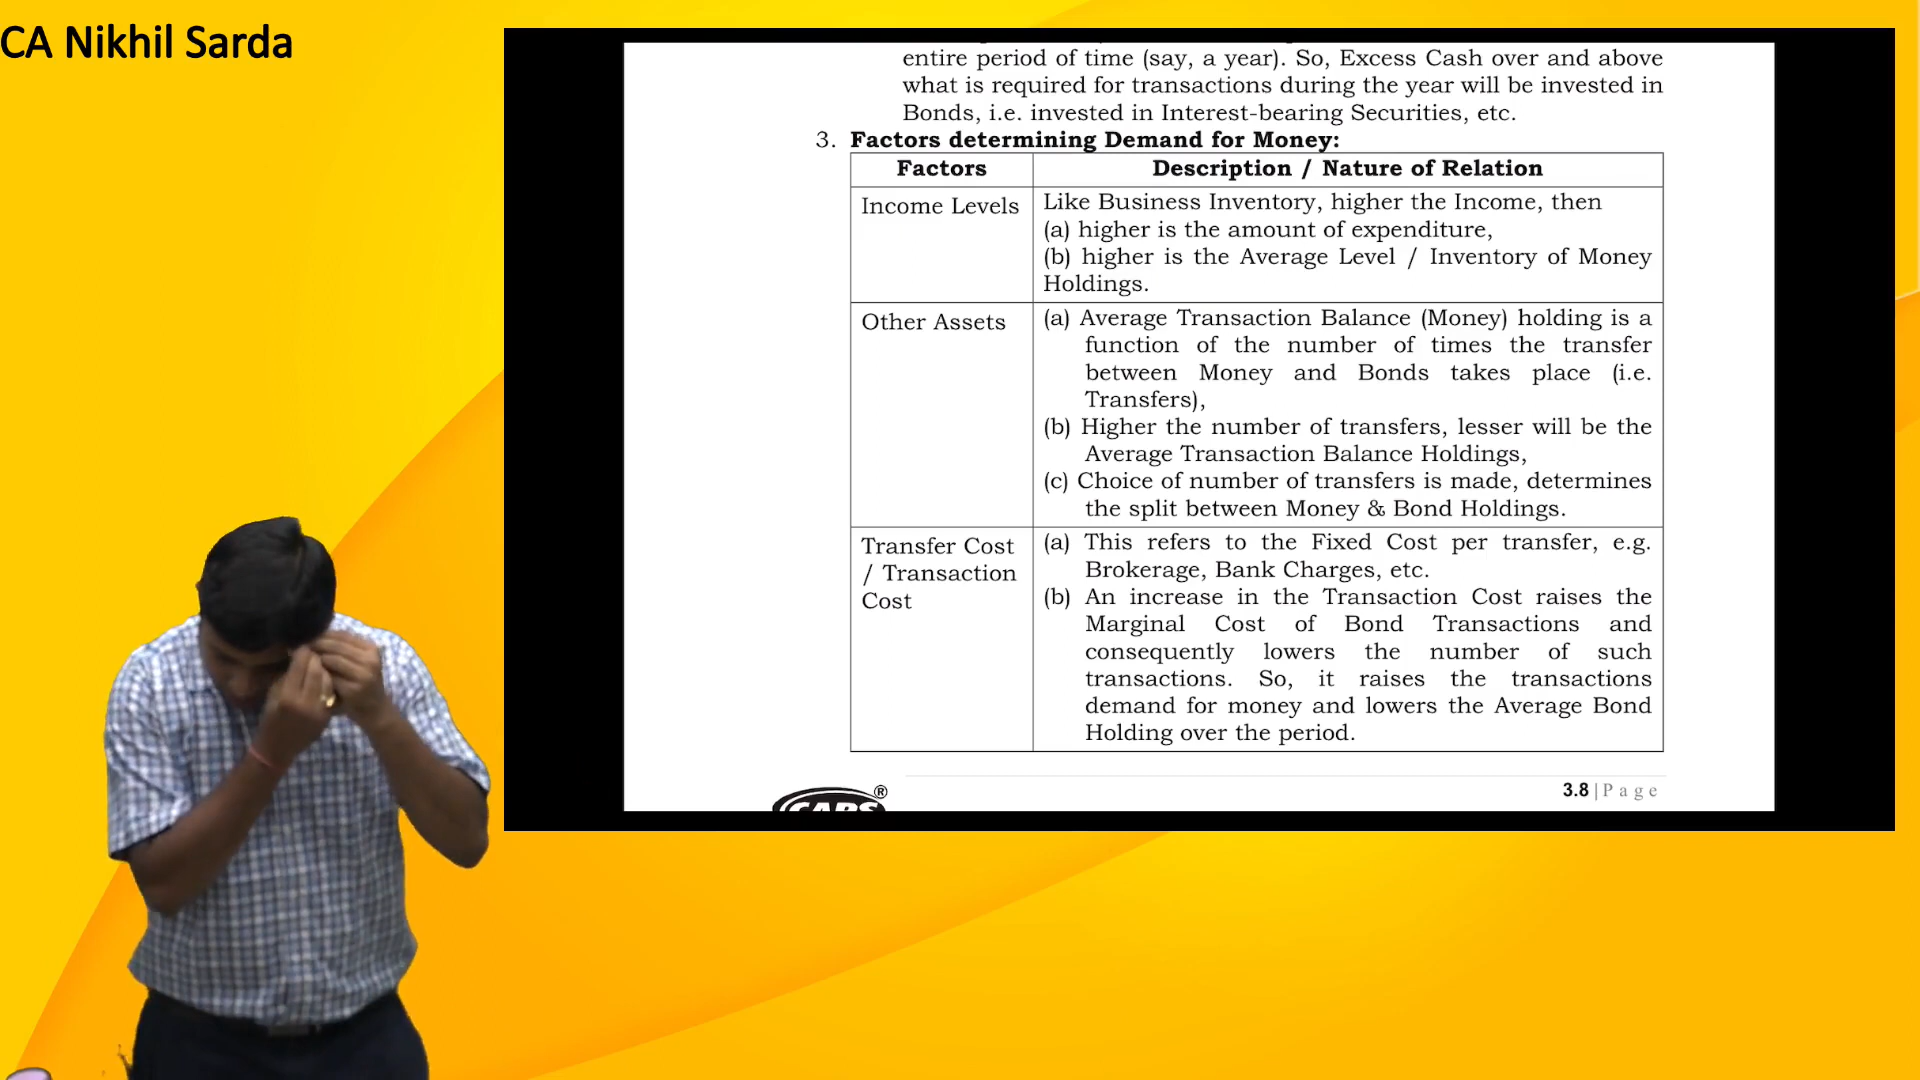 CA Nikhil Sarda
entire period of time (say, a year). So, Excess Cash over and above
what is required for transactions during the year will be invested in
Bonds, i.e. invested in Interest-bearing Securities, etc.
3. Factors determining Demand for Money:
Factors
Description / Nature of Relation
Income Levels
Like Business Inventory, higher the Income, then
(a) higher is the amount of expenditure,
(b) higher is the Average Level / Inventory of Money
Holdings.
Other Assets
(a) Average Transaction Balance (Money) holding is a
function of the number of times the transfer
between Money and Bonds takes place (i.e.
Transfers),
(b) Higher the number of transfers, lesser will be the
Average Transaction Balance Holdings,
(c) Choice of number of transfers is made, determines
the split between Money & Bond Holdings.
Transfer Cost
/ Transaction
Cost
(a) This refers to the Fixed Cost per transfer, e.g.
Brokerage, Bank Charges, etc.
(b) An increase in the Transaction Cost raises the
Marginal Cost of Bond Transactions and
consequently lowers the number of such
transactions. So, it raises the transactions
demand for money and lowers the Average Bond
Holding over the period.
3.8 | Page